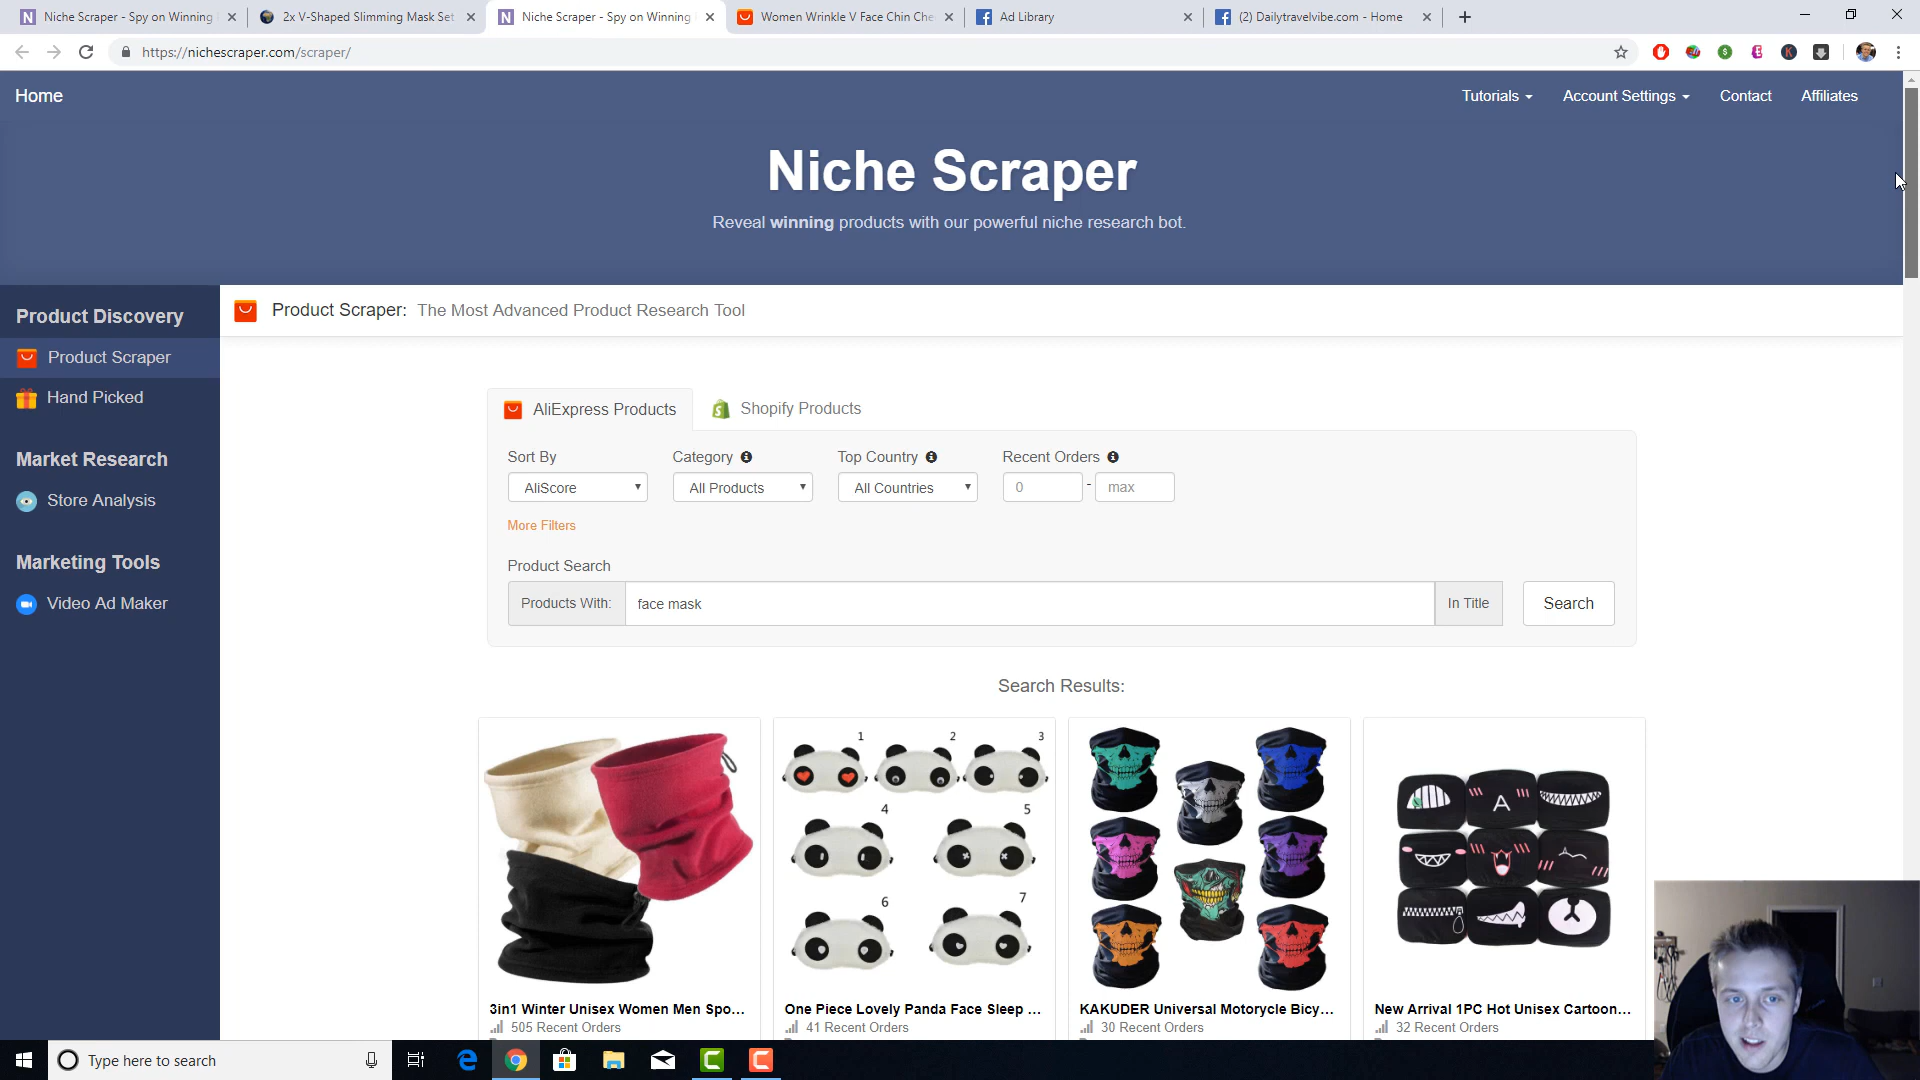 Niche Scraper - Spy on Winning
2x V-Shaped Slimming Mask Set
Niche Scraper - Spy on Winning
Women Wrinkle V Face Chin Che
Ad Library
(2) Dailytravelvibe.com - Home
https://nichescraper.com/scraper/
Home
Tutorials
Account Settings
Contact
Affiliates
Niche Scraper
Reveal winning products with our powerful niche research bot.
Product Discovery
Product Scraper
Hand Picked
Market Research
Store Analysis
Marketing Tools
Video Ad Maker
Product Scraper: The Most Advanced Product Research Tool
AliExpress Products
Shopify Products
Sort By
Category
Top Country
Recent Orders
AliScore
All Products
All Countries
0 - max
More Filters
Product Search
Products With: face mask In Title
Search
Search Results:
1 2 3
4 5
6 7
A
3in1 Winter Unisex Women Men Spo...
505 Recent Orders
One Piece Lovely Panda Face Sleep ...
41 Recent Orders
KAKUDER Universal Motorycle Bicy...
30 Recent Orders
New Arrival 1PC Hot Unisex Cartoon...
32 Recent Orders
Type here to search